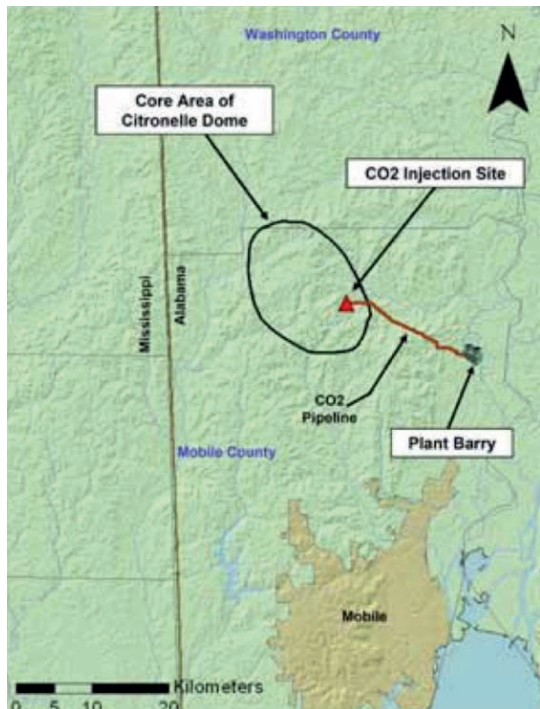 Washington County
N
Core Area of
Citronelle Dome
CO2 Injection Site
Mississippi
Alabama
CO2
Pipeline
Plant Barry
Mobile County
Mobile
Kilometers
0 5 10 20